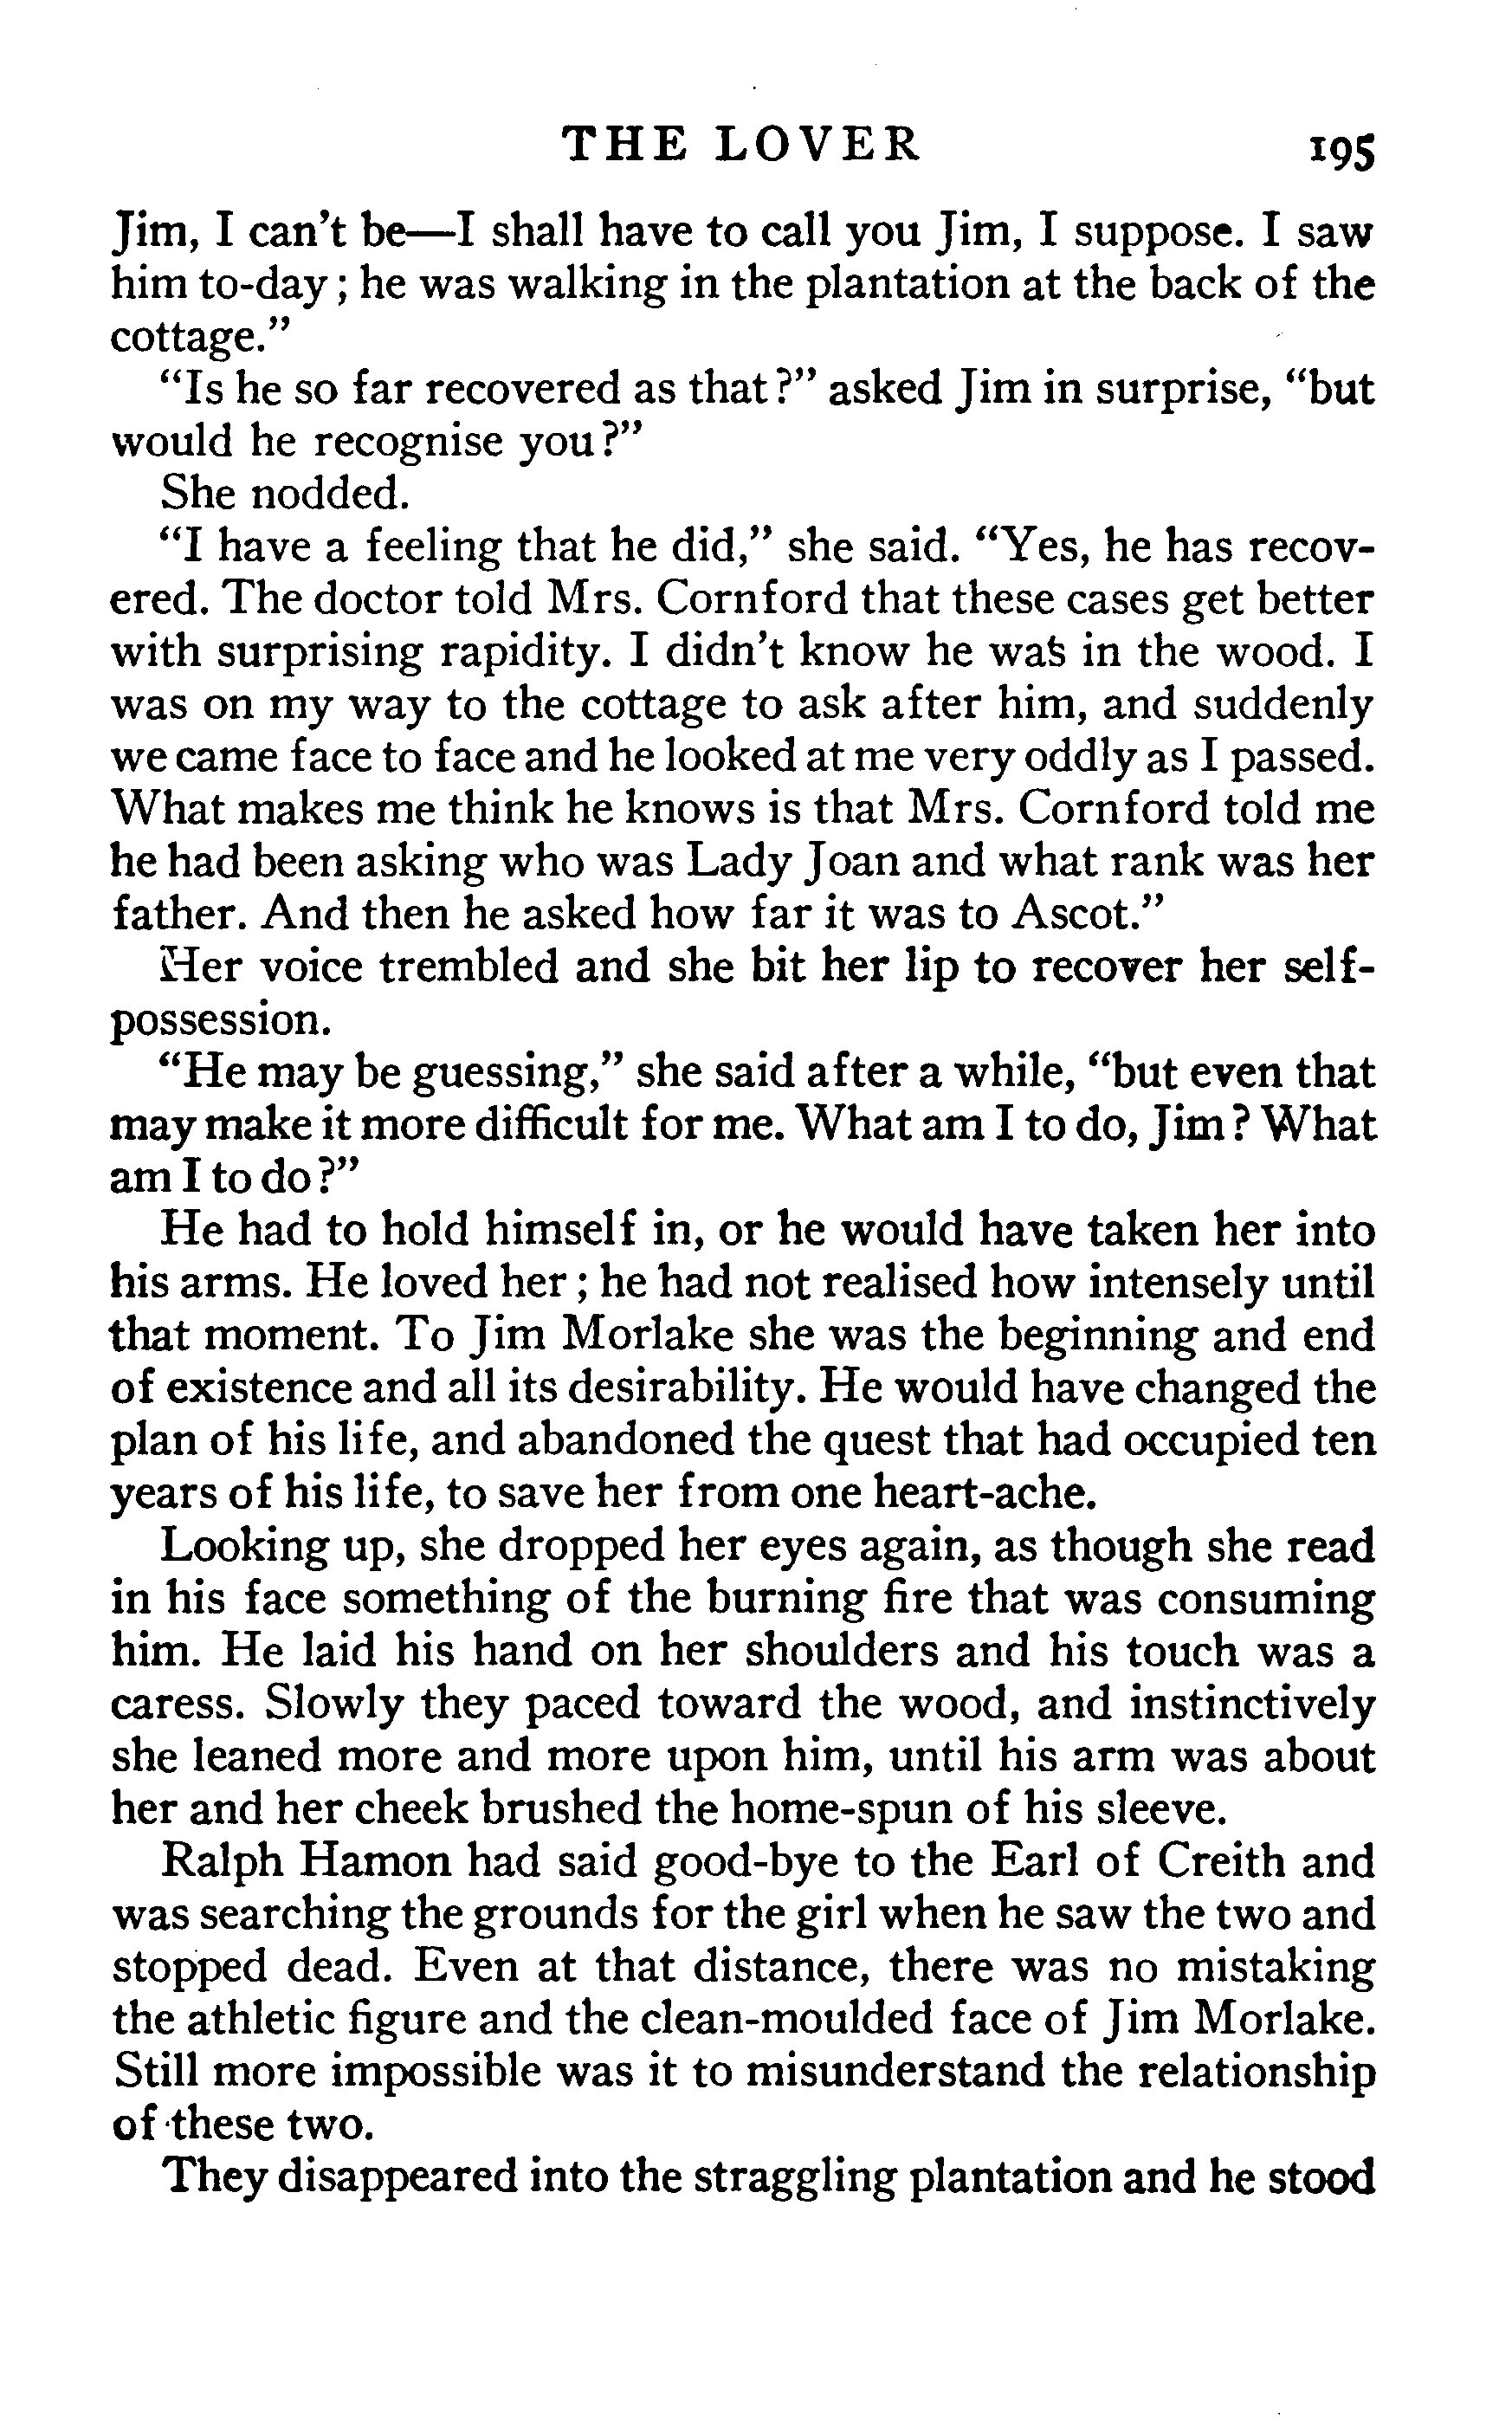 THE LOVER 195
Jim, I can't be—I shall have to call you Jim, I suppose. I saw
him to-day; he was walking in the plantation at the back of the
cottage."
"Is he so far recovered as that?" asked Jim in surprise, "but
would he recognise you?"
She nodded.
"I have a feeling that he did," she said. "Yes, he has recov-
ered. The doctor told Mrs. Cornford that these cases get better
with surprising rapidity. I didn't know he was in the wood. I
was on my way to the cottage to ask after him, and suddenly
we came face to face and he looked at me very oddly as I passed.
What makes me think he knows is that Mrs. Cornford told me
he had been asking who was Lady Joan and what rank was her
father. And then he asked how far it was to Ascot."
Her voice trembled and she bit her lip to recover her self-
possession.
"He may be guessing," she said after a while, "but even that
may make it more difficult for me. What am I to do, Jim? What
am I to do?"
He had to hold himself in, or he would have taken her into
his arms. He loved her; he had not realised how intensely until
that moment. To Jim Morlake she was the beginning and end
of existence and all its desirability. He would have changed the
plan of his life, and abandoned the quest that had occupied ten
years of his life, to save her from one heart-ache.
Looking up, she dropped her eyes again, as though she read
in his face something of the burning fire that was consuming
him. He laid his hand on her shoulders and his touch was a
caress. Slowly they paced toward the wood, and instinctively
she leaned more and more upon him, until his arm was about
her and her cheek brushed the home-spun of his sleeve.
Ralph Hamon had said good-bye to the Earl of Creith and
was searching the grounds for the girl when he saw the two and
stopped dead. Even at that distance, there was no mistaking
the athletic figure and the clean-moulded face of Jim Morlake.
Still more impossible was it to misunderstand the relationship
of these two.
They disappeared into the straggling plantation and he stood